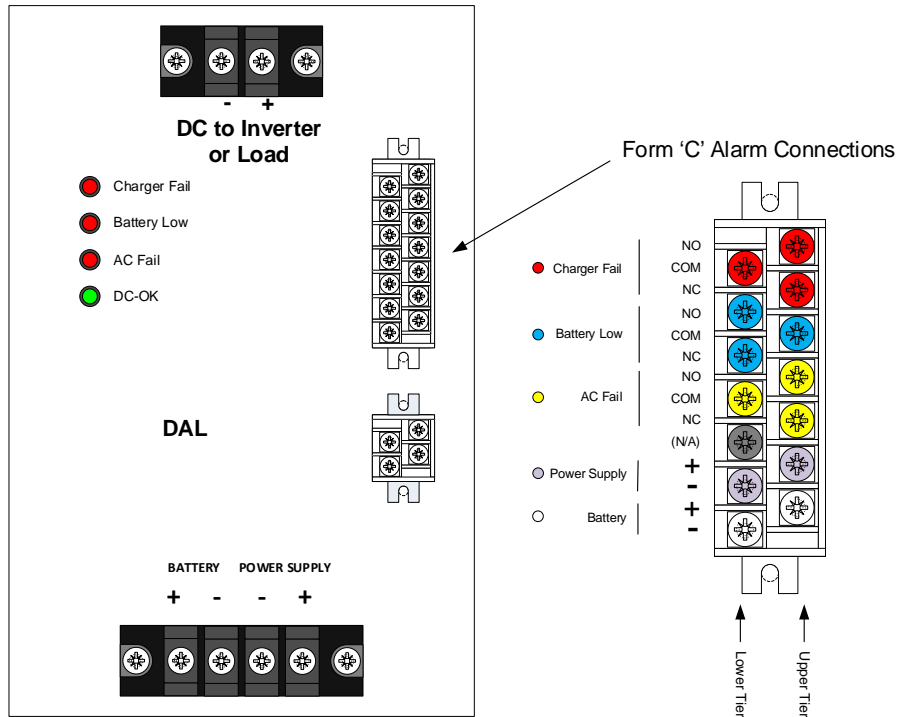 - +
DC to Inverter
or Load
Charger Fail
Battery Low
AC Fail
DC-OK
DAL
BATTERY POWER SUPPLY
+ - - +
Form ‘C’ Alarm Connections
Charger Fail
NO
COM
NC
Battery Low
NO
COM
NC
AC Fail
NO
COM
NC
(N/A)
Power Supply
+
-
Battery
+
-
Lower Tier
Upper Tier